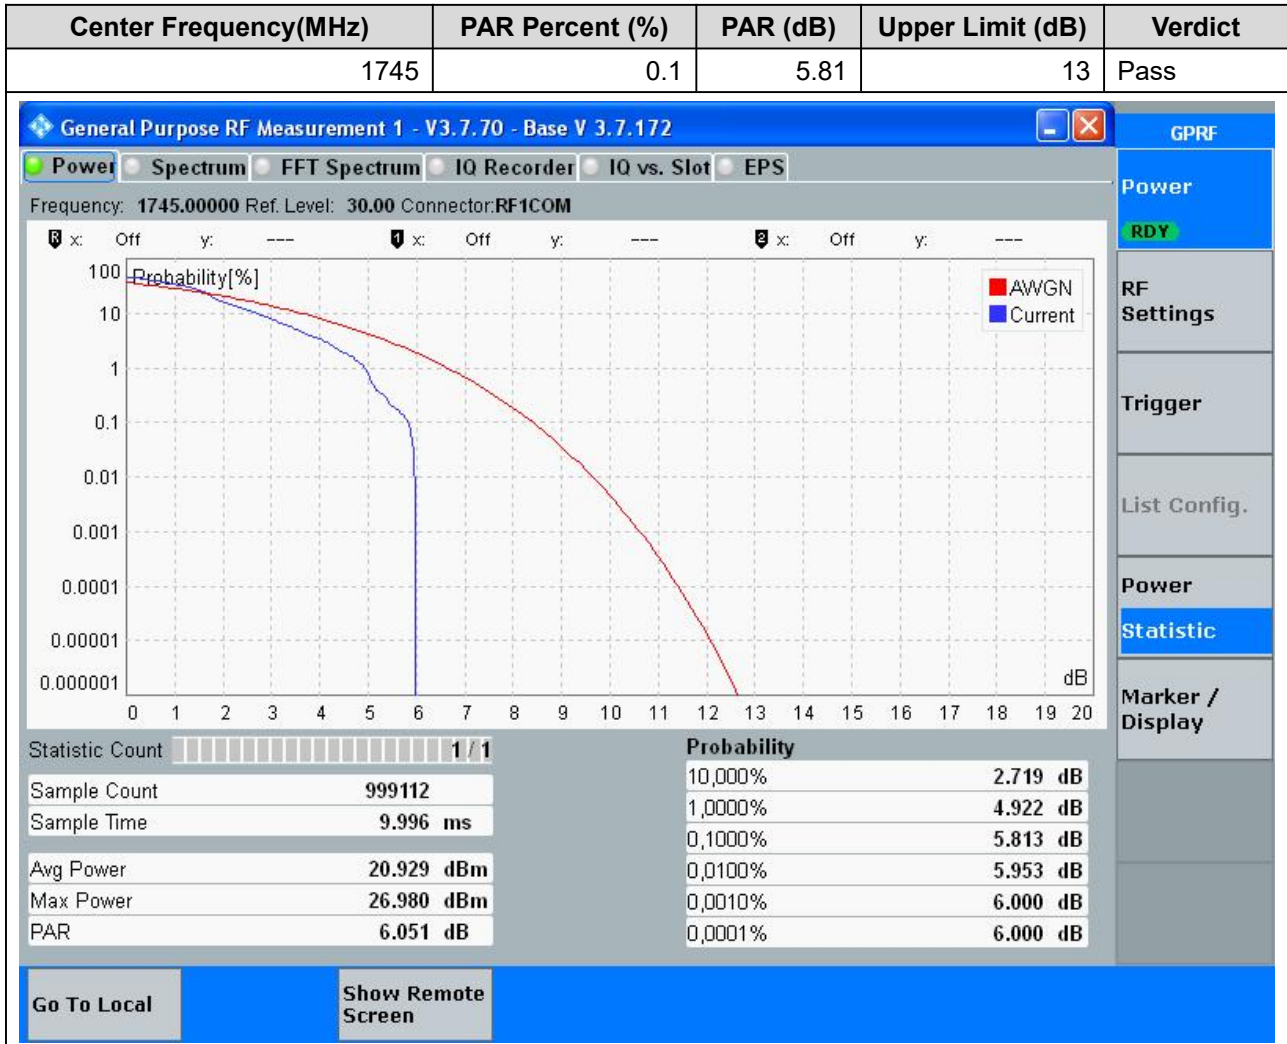 Center Frequency(MHz) PAR Percent (%) PAR (dB) Upper Limit (dB) Verdict
1745 0.1 5.81 13 Pass
General Purpose RF Measurement 1 - V3.7.70 - Base V 3.7.172
GPRF
Power Spectrum FFT Spectrum IQ Recorder IQ vs. Slot EPS
Frequency: 1745.00000 Ref. Level: 30.00 Connector:RF1COM
R x: Off y: --- 1 x: Off y: --- 2 x: Off y: ---
Probability[%]
AWGN
Current
100
10
1
0.1
0.01
0.001
0.0001
0.00001
0.000001
dB
0 1 2 3 4 5 6 7 8 9 10 11 12 13 14 15 16 17 18 19 20
Statistic Count 1 / 1
Sample Count 999112
Sample Time 9.996 ms
Avg Power 20.929 dBm
Max Power 26.980 dBm
PAR 6.051 dB
Probability
10,000% 2.719 dB
1,0000% 4.922 dB
0,1000% 5.813 dB
0,0100% 5.953 dB
0,0010% 6.000 dB
0,0001% 6.000 dB
Power
RDY
RF
Settings
Trigger
List Config.
Power
Statistic
Marker /
Display
Go To Local
Show Remote
Screen